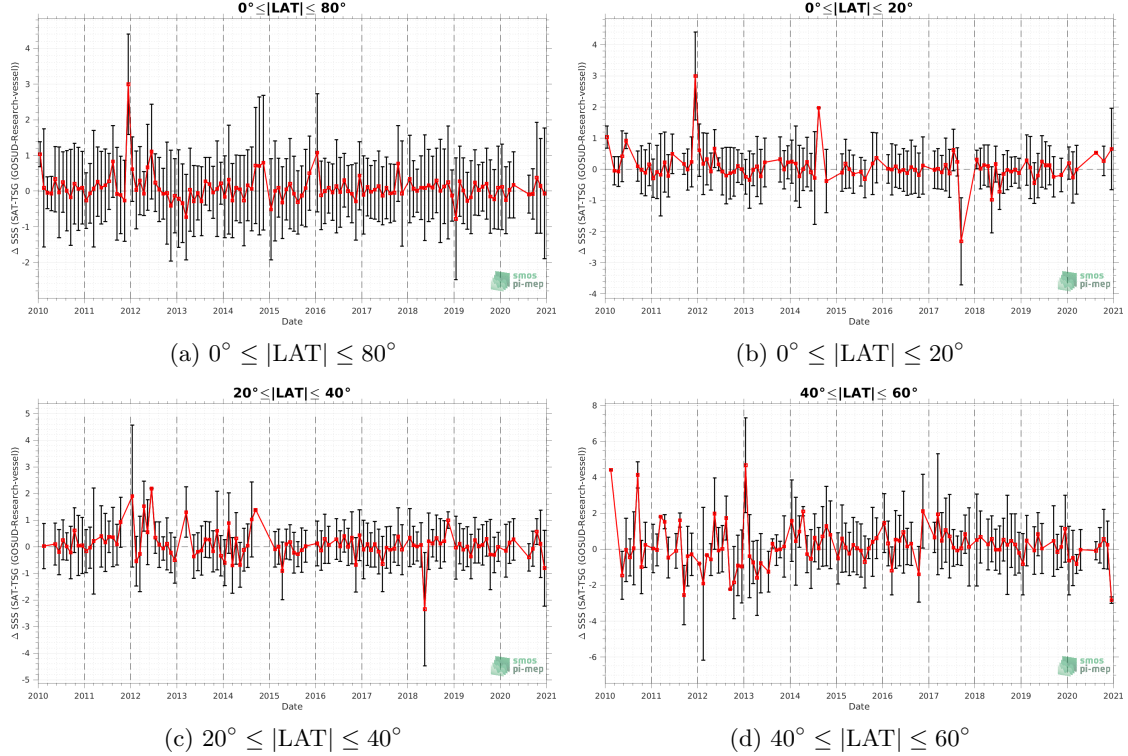 0°≤|LAT|≤ 80°
Δ SSS (SAT-TSG (GOSUD-Research-vessel))
4
3
2
1
0
-1
-2
2010 2011 2012 2013 2014 2015 2016 2017 2018 2019 2020 2021
Date
smos
pi-mep
(a) 0° ≤ |LAT| ≤ 80°
0°≤|LAT|≤ 20°
Δ SSS (SAT-TSG (GOSUD-Research-vessel))
4
3
2
1
0
-1
-2
-3
-4
2010 2011 2012 2013 2014 2015 2016 2017 2018 2019 2020 2021
Date
smos
pi-mep
(b) 0° ≤ |LAT| ≤ 20°
20°≤|LAT|≤ 40°
Δ SSS (SAT-TSG (GOSUD-Research-vessel))
5
4
3
2
1
0
-1
-2
-3
-4
-5
2010 2011 2012 2013 2014 2015 2016 2017 2018 2019 2020 2021
Date
smos
pi-mep
(c) 20° ≤ |LAT| ≤ 40°
40°≤|LAT|≤ 60°
Δ SSS (SAT-TSG (GOSUD-Research-vessel))
8
6
4
2
0
-2
-4
-6
2010 2011 2012 2013 2014 2015 2016 2017 2018 2019 2020 2021
Date
smos
pi-mep
(d) 40° ≤ |LAT| ≤ 60°